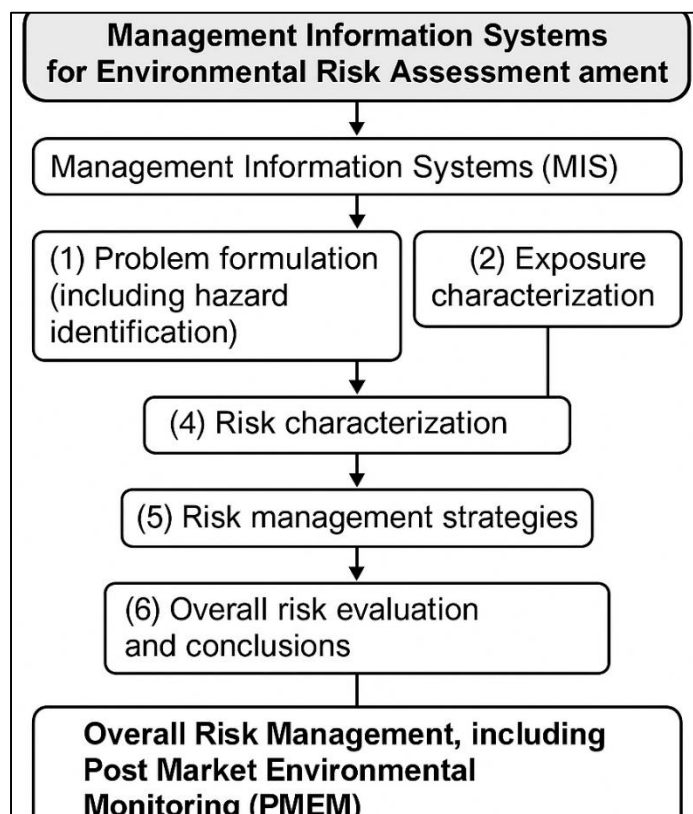 Management Information Systems
for Environmental Risk Assessment ament
Management Information Systems (MIS)
(1) Problem formulation
(including hazard
identification)
(2) Exposure
characterization
(4) Risk characterization
(5) Risk management strategies
(6) Overall risk evaluation
and conclusions
Overall Risk Management, including
Post Market Environmental
Monitoring (PMEM)